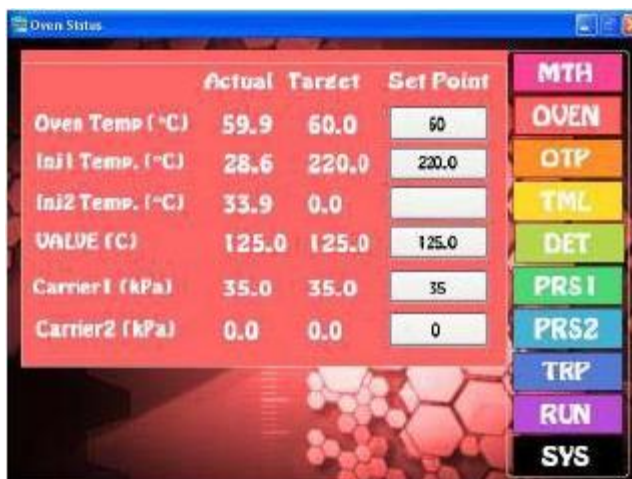 Oven Status
Actual Target Set Point
Oven Temp (°C) 59.9 60.0 60
Inj1 Temp. (°C) 28.6 220.0 220.0
Inj2 Temp. (°C) 33.9 0.0
VALVE (C) 125.0 125.0 125.0
Carrier1 (kPa) 35.0 35.0 35
Carrier2 (kPa) 0.0 0.0 0
MTH
OVEN
OTP
TML
DET
PRS1
PRS2
TRP
RUN
SYS